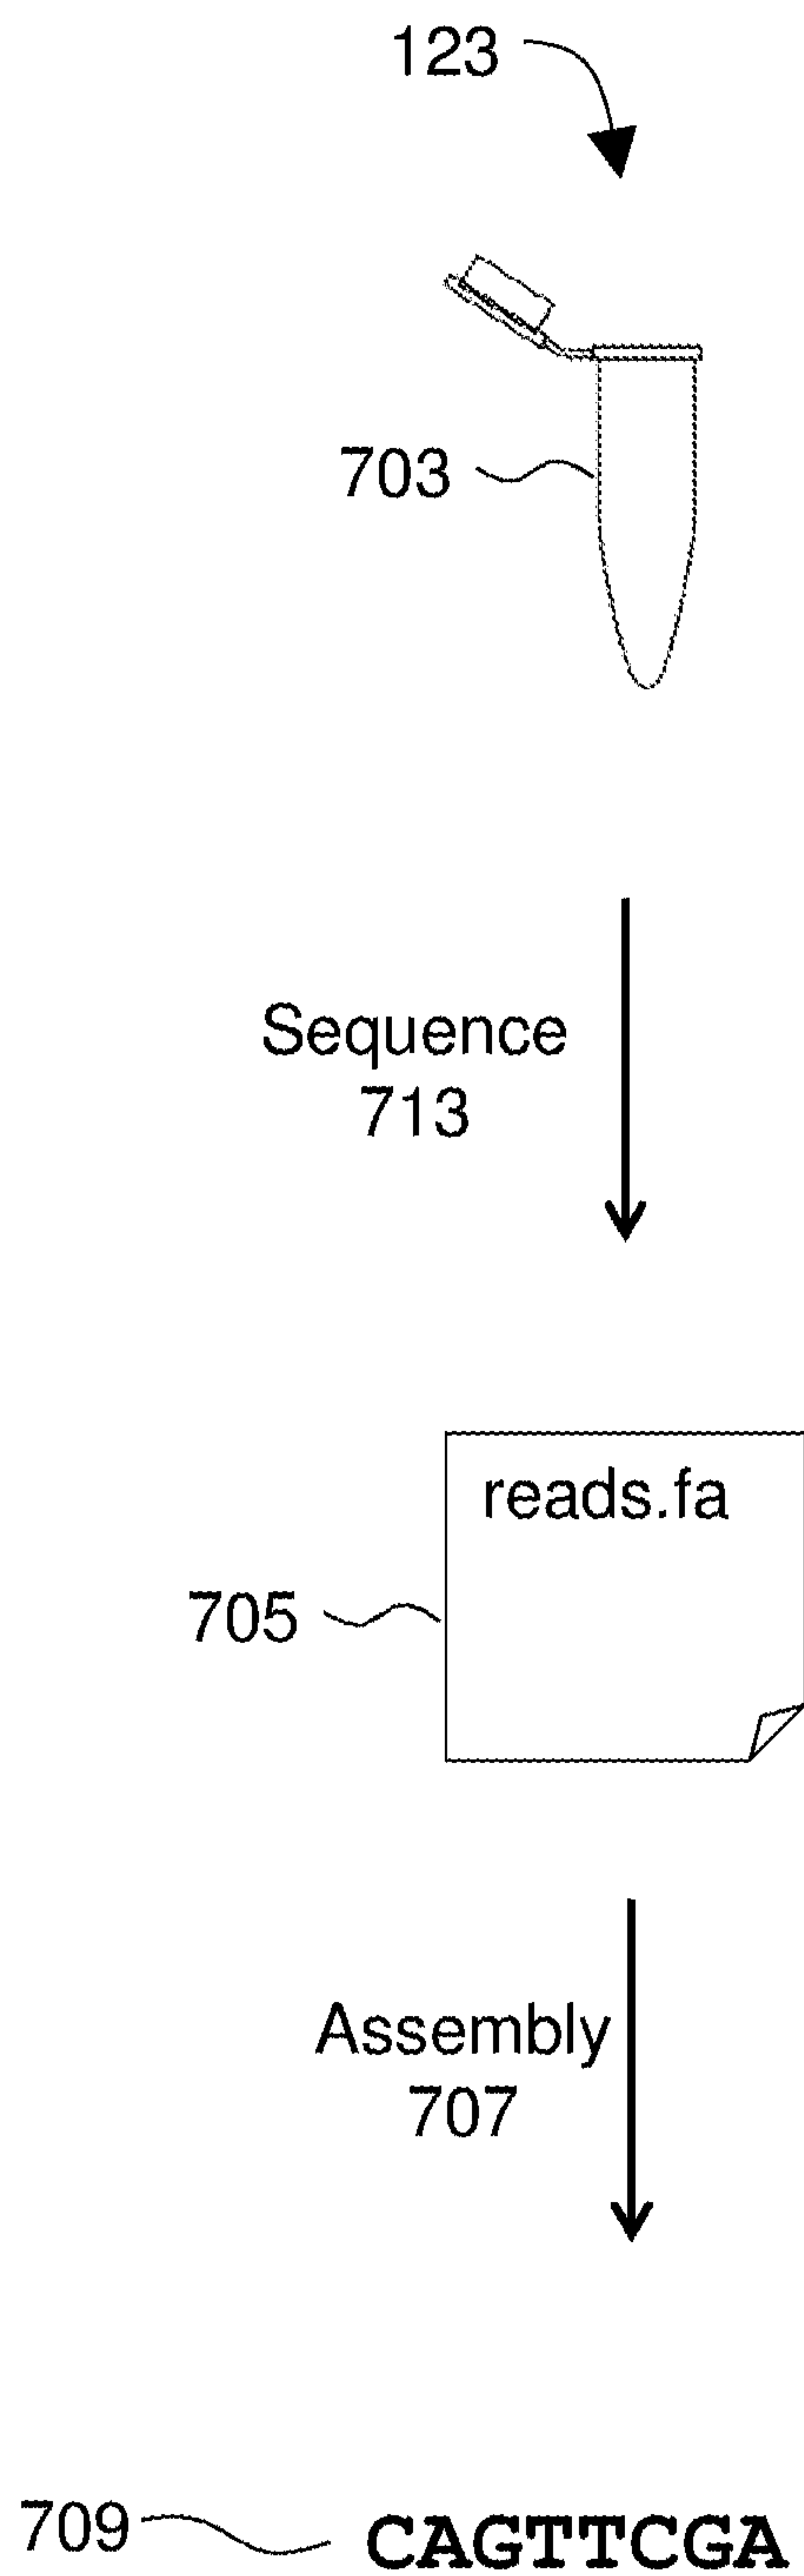 123
703
Sequence
713
reads.fa
705
Assembly
707
709 CAGTTCGA